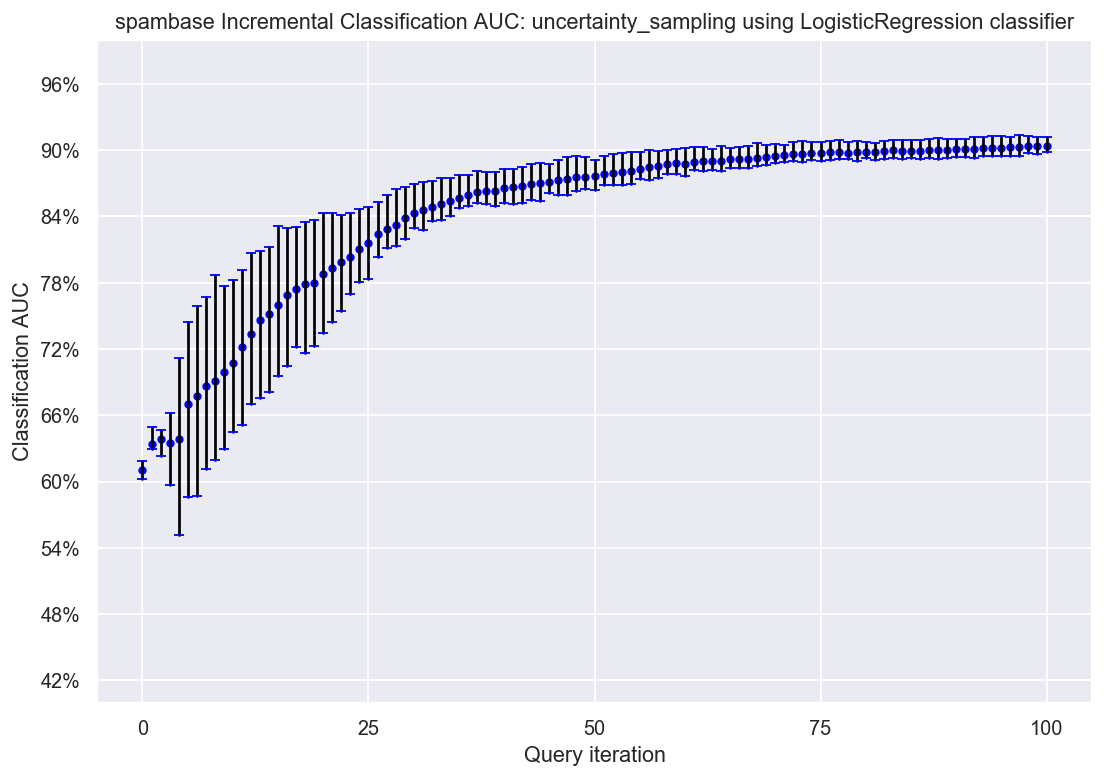 spambase Incremental Classification AUC: uncertainty_sampling using LogisticRegression classifier
96%
90%
84%
78%
72%
66%
60%
54%
48%
42%
Classification AUC
0 25 50 75 100
Query iteration